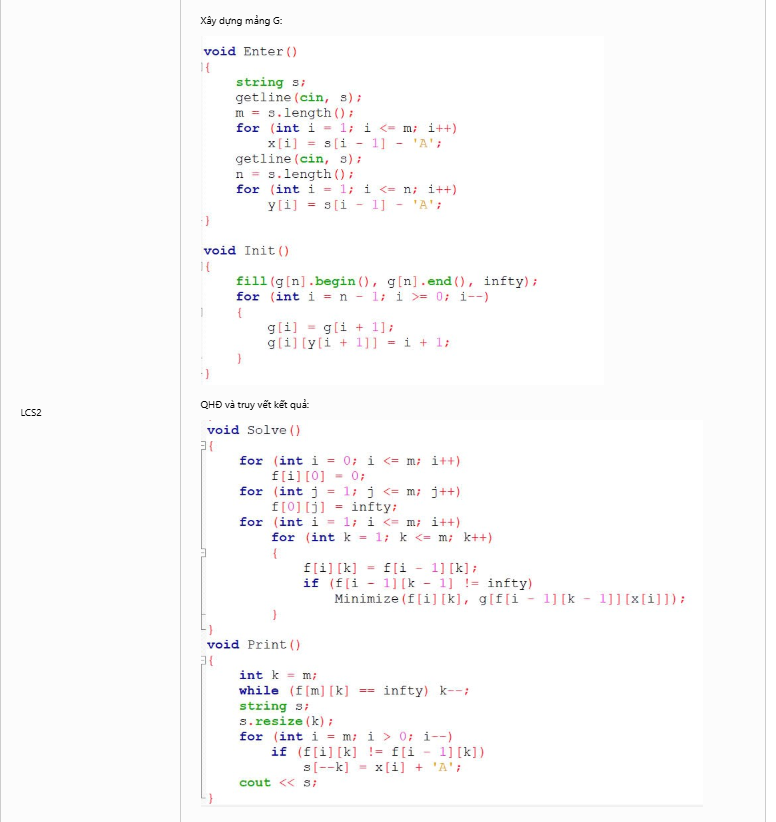 Xây dựng mảng G:
void Enter()
{
    string s;
    getline(cin, s);
    m = s.length();
    for (int i = 1; i <= m; i++)
        x[i] = s[i - 1] - 'A';
    getline(cin, s);
    n = s.length();
    for (int i = 1; i <= n; i++)
        y[i] = s[i - 1] - 'A';
}
void Init()
{
    fill(g[n].begin(), g[n].end(), infty);
    for (int i = n - 1; i >= 0; i--)
    {
        g[i] = g[i + 1];
        g[i][y[i + 1]] = i + 1;
    }
}
LCS2
QHĐ và truy vết kết quả:
void Solve()
{
    for (int i = 0; i <= m; i++)
        f[i][0] = 0;
    for (int j = 1; j <= m; j++)
        f[0][j] = infty;
    for (int i = 1; i <= m; i++)
        for (int k = 1; k <= m; k++)
        {
            f[i][k] = f[i - 1][k];
            if (f[i - 1][k - 1] != infty)
                Minimize(f[i][k], g[f[i - 1][k - 1]][x[i]]);
        }
}
void Print()
{
    int k = m;
    while (f[m][k] == infty) k--;
    string s;
    s.resize(k);
    for (int i = m; i > 0; i--)
        if (f[i][k] != f[i - 1][k])
            s[--k] = x[i] + 'A';
    cout << s;
}